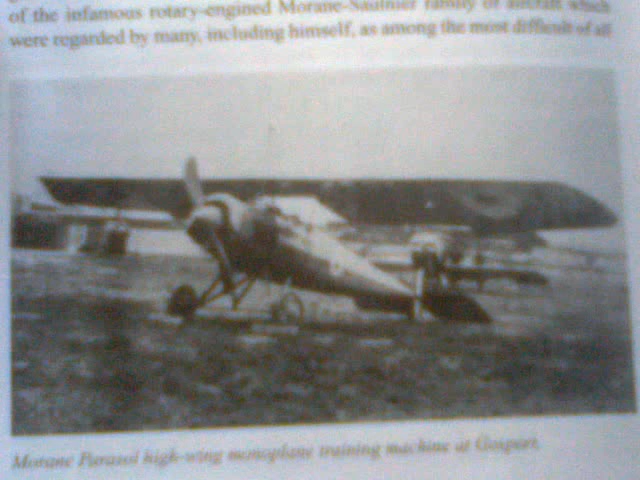 of the infamous rotary-engined Morane-Saulnier family of aircraft which
were regarded by many, including himself, as among the most difficult of all
Morane Parasol high-wing monoplane training machine at Gosport.